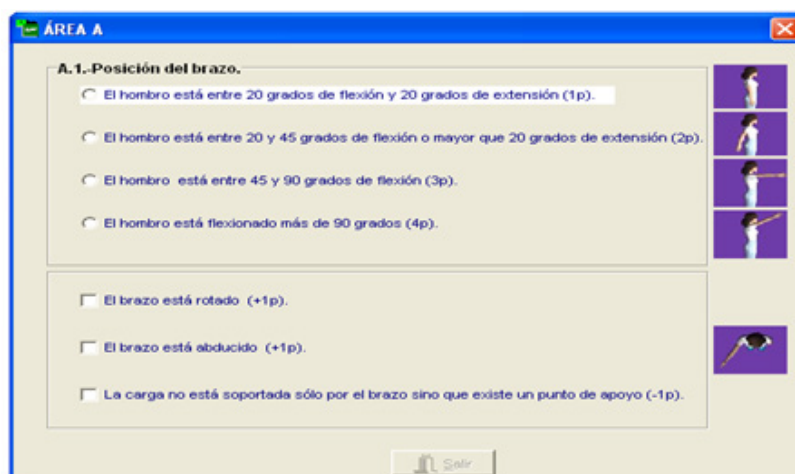 ÁREA A
A.1.-Posición del brazo.
El hombro está entre 20 grados de flexión y 20 grados de extensión (1p).
El hombro está entre 20 y 45 grados de flexión o mayor que 20 grados de extensión (2p).
El hombro está entre 45 y 90 grados de flexión (3p).
El hombro está flexionado más de 90 grados (4p).
El brazo está rotado (+1p).
El brazo está abducido (+1p).
La carga no está soportada sólo por el brazo sino que existe un punto de apoyo (-1p).
Salir